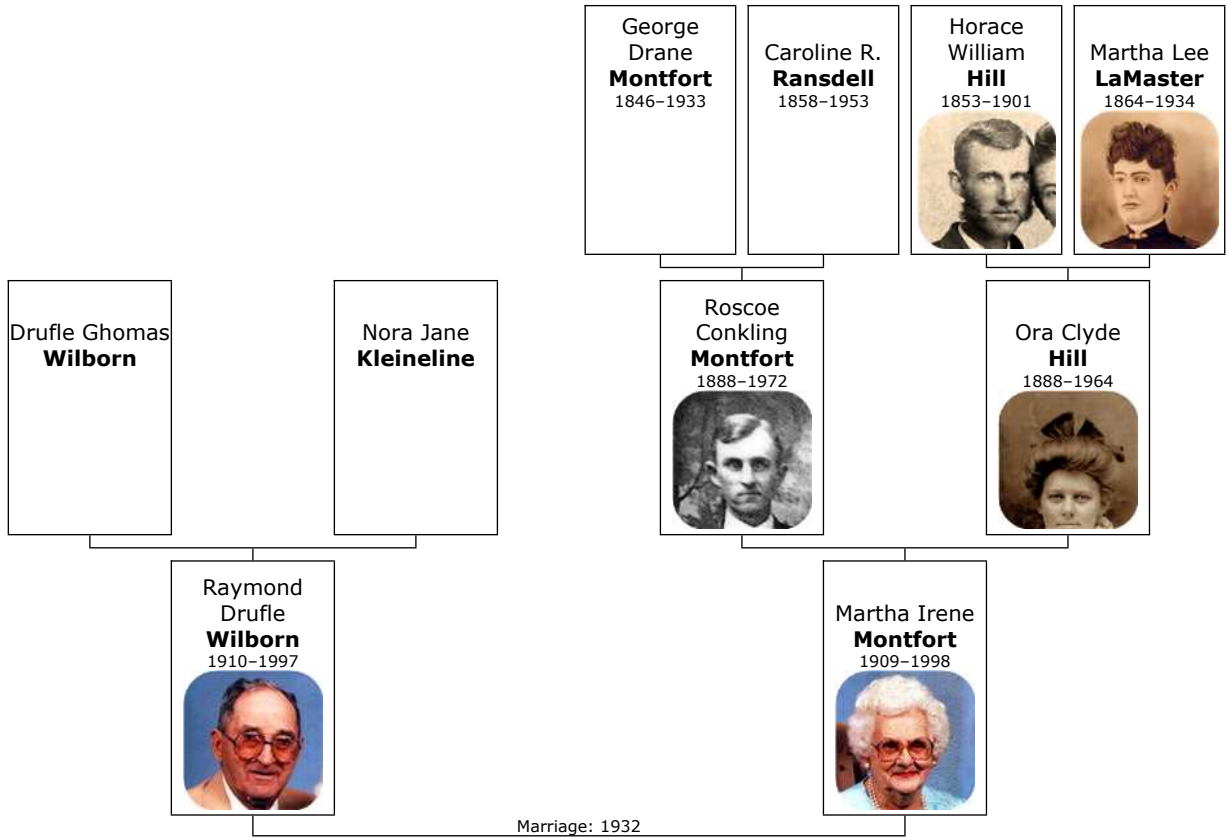 George
Drane
Montfort
1846–1933
Caroline R.
Ransdell
1858–1953
Horace
William
Hill
1853–1901
Martha Lee
LaMaster
1864–1934
Drufle Ghomas
Wilborn
Nora Jane
Kleineline
Roscoe
Conkling
Montfort
1888–1972
Ora Clyde
Hill
1888–1964
Raymond
Drufle
Wilborn
1910–1997
Martha Irene
Montfort
1909–1998
Marriage: 1932